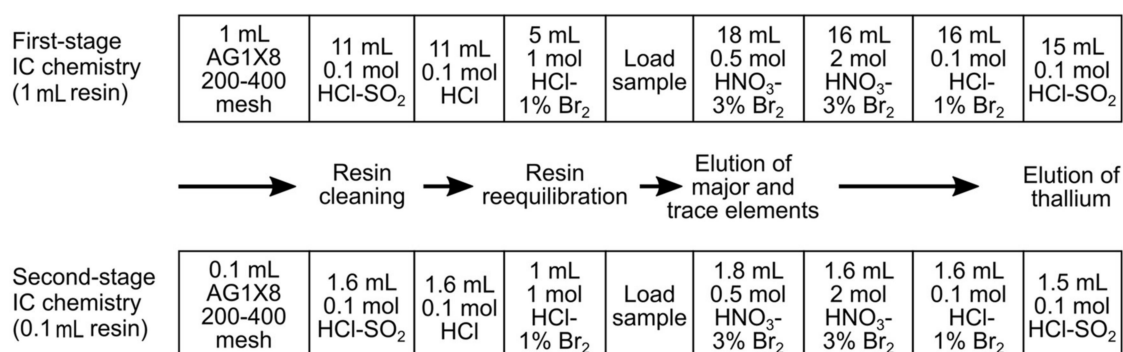 First-stage
IC chemistry
(1 mL resin)
1 mL
AG1X8
200-400
mesh
11 mL
0.1 mol
HCl-SO₂
11 mL
0.1 mol
HCl
5 mL
1 mol
HCl-
1% Br₂
Load
sample
18 mL
0.5 mol
HNO₃-
3% Br₂
16 mL
2 mol
HNO₃-
3% Br₂
16 mL
0.1 mol
HCl-
1% Br₂
15 mL
0.1 mol
HCl-SO₂
Resin
cleaning
Resin
reequilibration
Elution of
major and
trace elements
Elution of
thallium
Second-stage
IC chemistry
(0.1 mL resin)
0.1 mL
AG1X8
200-400
mesh
1.6 mL
0.1 mol
HCl-SO₂
1.6 mL
0.1 mol
HCl
1 mL
1 mol
HCl-
1% Br₂
Load
sample
1.8 mL
0.5 mol
HNO₃-
3% Br₂
1.6 mL
2 mol
HNO₃-
3% Br₂
1.6 mL
0.1 mol
HCl-
1% Br₂
1.5 mL
0.1 mol
HCl-SO₂